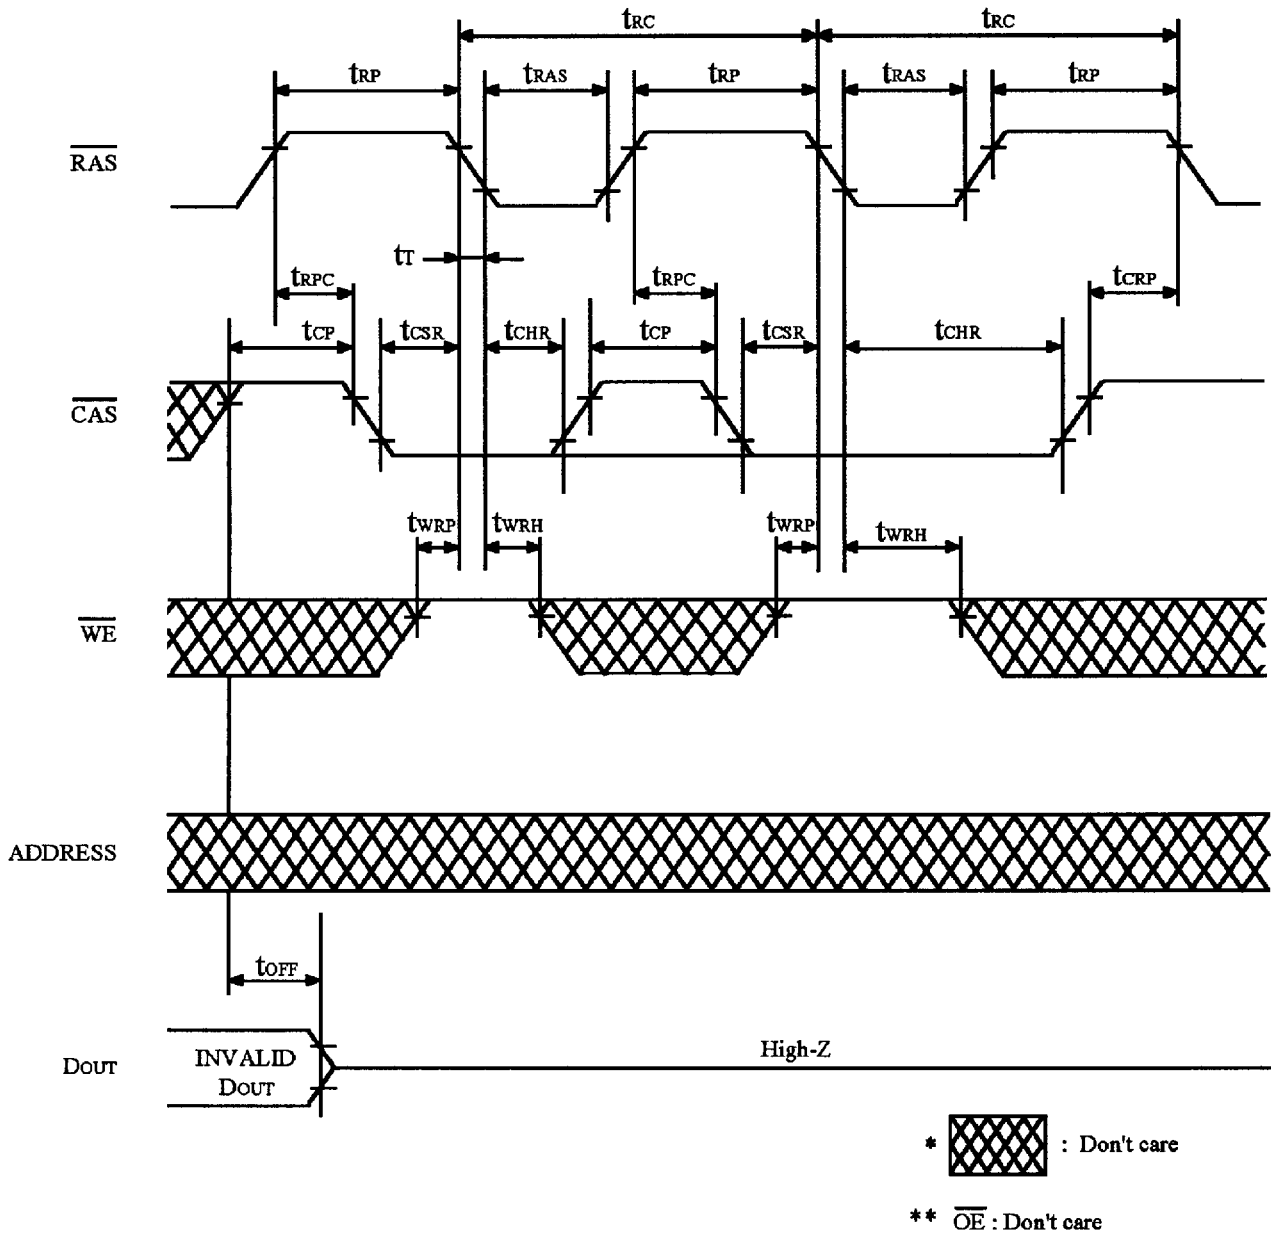 tRC tRC
tRP tRAS tRP tRAS tRP
RAS
tT
tRPC tRPC tCRP
tCP tCSR tCHR tCP tCSR tCHR
CAS
tWRP tWRH tWRP tWRH
WE
ADDRESS
tOFF
DOUT
INVALID
DOUT
High-Z
* : Don't care
** OE : Don't care